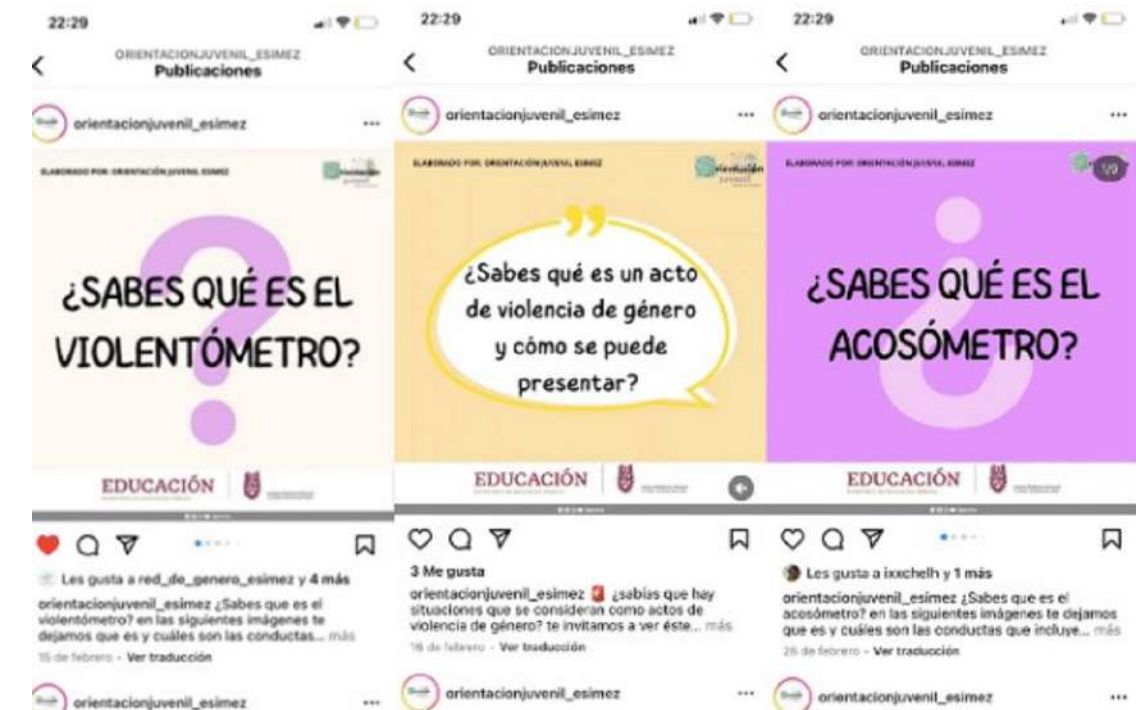 22:29
ORIENTACIONJUVENIL_ESIMEZ
Publicaciones
orientacionjuvenil_esimez
ELABORADO POR: ORIENTACIÓN JUVENIL ESIMEZ
Orientación
juvenil
¿SABES QUÉ ES EL
VIOLENTÓMETRO?
EDUCACIÓN
Les gusta a red_de_genero_esimez y 4 más
orientacionjuvenil_esimez ¿Sabes que es el
violentómetro? en las siguientes imágenes te
dejamos que es y cuáles son las conductas... más
15 de febrero · Ver traducción
orientacionjuvenil_esimez
22:29
ORIENTACIONJUVENIL_ESIMEZ
Publicaciones
orientacionjuvenil_esimez
ELABORADO POR: ORIENTACIÓN JUVENIL ESIMEZ
Orientación
juvenil
¿Sabes qué es un acto
de violencia de género
y cómo se puede
presentar?
EDUCACIÓN
3 Me gusta
orientacionjuvenil_esimez 🚨 ¿sabías que hay
situaciones que se consideran como actos de
violencia de género? te invitamos a ver éste... más
16 de febrero · Ver traducción
orientacionjuvenil_esimez
22:29
ORIENTACIONJUVENIL_ESIMEZ
Publicaciones
orientacionjuvenil_esimez
ELABORADO POR: ORIENTACIÓN JUVENIL ESIMEZ
1/9
¿SABES QUÉ ES EL
ACOSÓMETRO?
EDUCACIÓN
Les gusta a ixxchelh y 1 más
orientacionjuvenil_esimez ¿Sabes que es el
acosómetro? en las siguientes imágenes te dejamos
que es y cuáles son las conductas que incluye... más
26 de febrero · Ver traducción
orientacionjuvenil_esimez